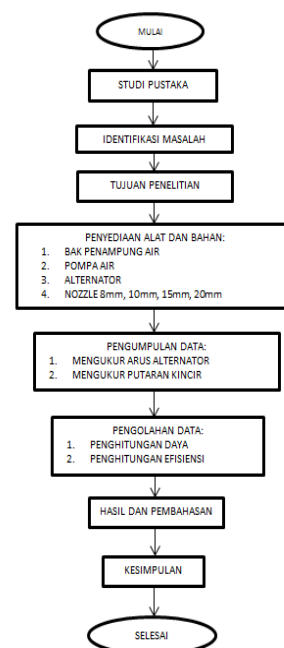 MULAI
STUDI PUSTAKA
IDENTIFIKASI MASALAH
TUJUAN PENELITIAN
PENYEDIAAN ALAT DAN BAHAN:
1. BAK PENAMPUNG AIR
2. POMPA AIR
3. ALTERNATOR
4. NOZZLE 8mm, 10mm, 15mm, 20mm
PENGUMPULAN DATA:
1. MENGUKUR ARUS ALTERNATOR
2. MENGUKUR PUTARAN KINCIR
PENGOLAHAN DATA:
1. PENGHITUNGAN DAYA
2. PENGHITUNGAN EFISIENSI
HASIL DAN PEMBAHASAN
KESIMPULAN
SELESAI